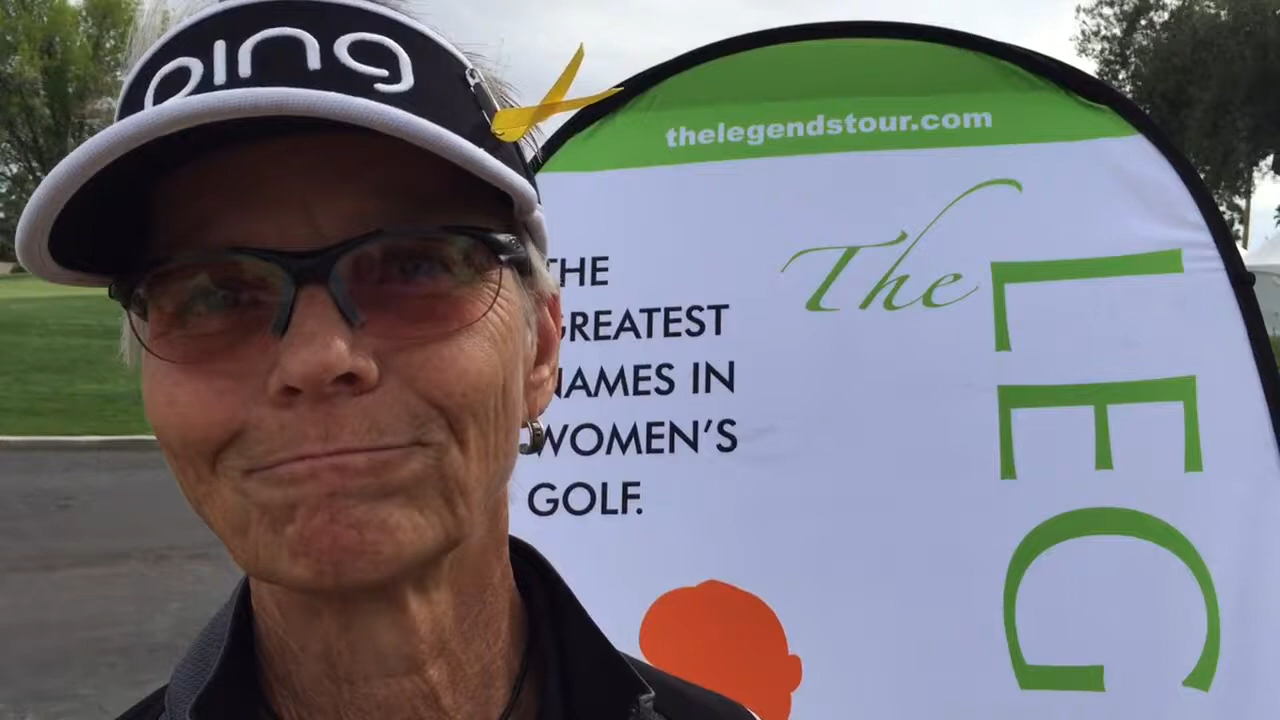 PING
thelegendstour.com
The
LEG
THE
GREATEST
NAMES IN
WOMEN'S
GOLF.